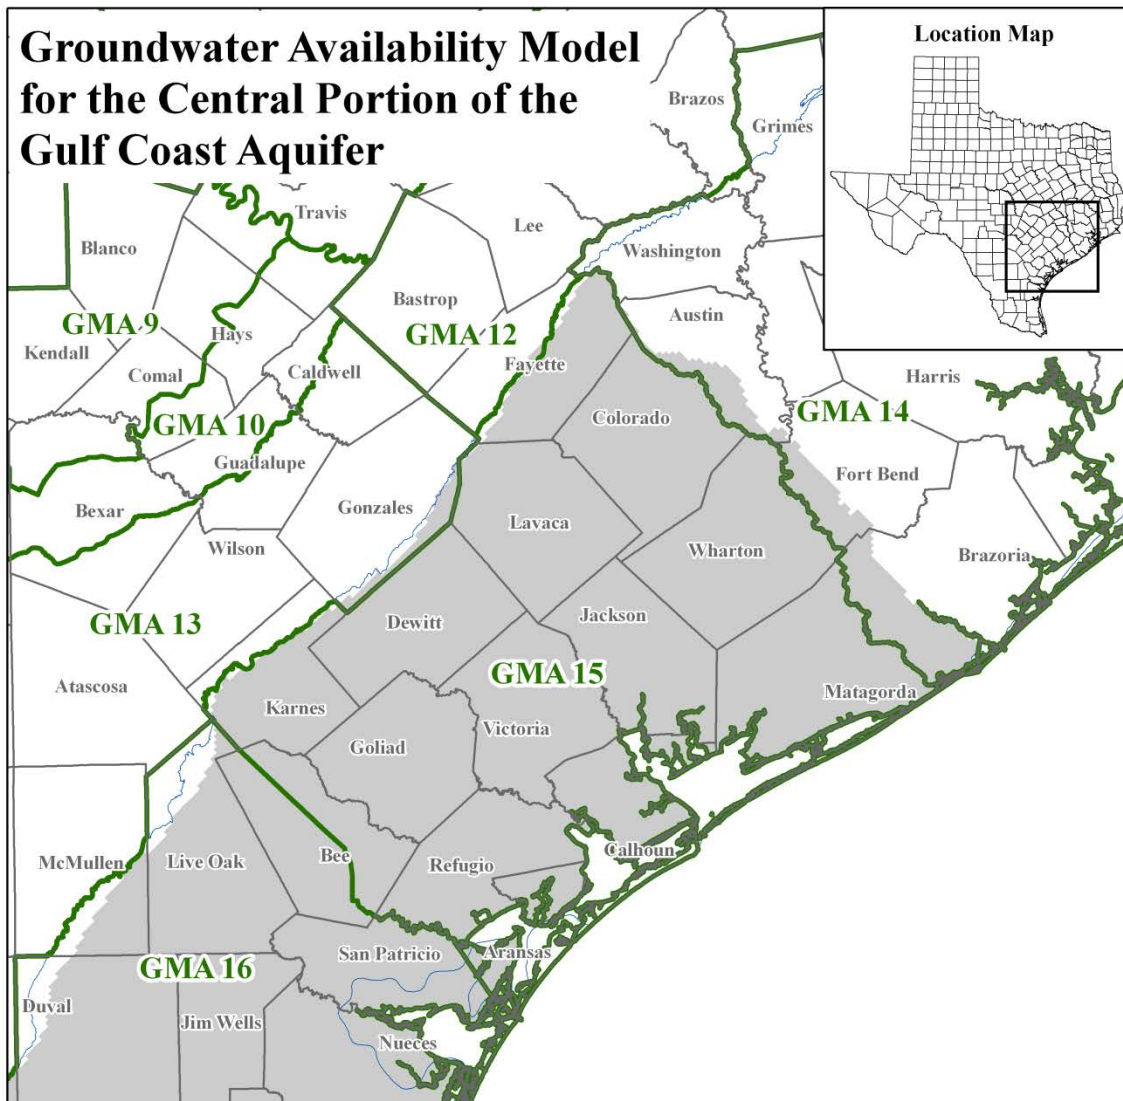 Groundwater Availability Model
for the Central Portion of the
Gulf Coast Aquifer
Location Map
Brazos
Grimes
Travis
Lee
Blanco
Washington
Bastrop
Austin
GMA 9
Hays
GMA 12
Kendall
Comal
Caldwell
Fayette
Harris
GMA 10
Colorado
GMA 14
Guadalupe
Fort Bend
Bexar
Gonzales
Lavaca
Wilson
Wharton
Brazoria
GMA 13
Dewitt
Jackson
Atascosa
GMA 15
Karnes
Matagorda
Victoria
Goliad
McMullen
Live Oak
Bee
Refugio
Calhoun
San Patricio
Aransas
GMA 16
Duval
Jim Wells
Nueces